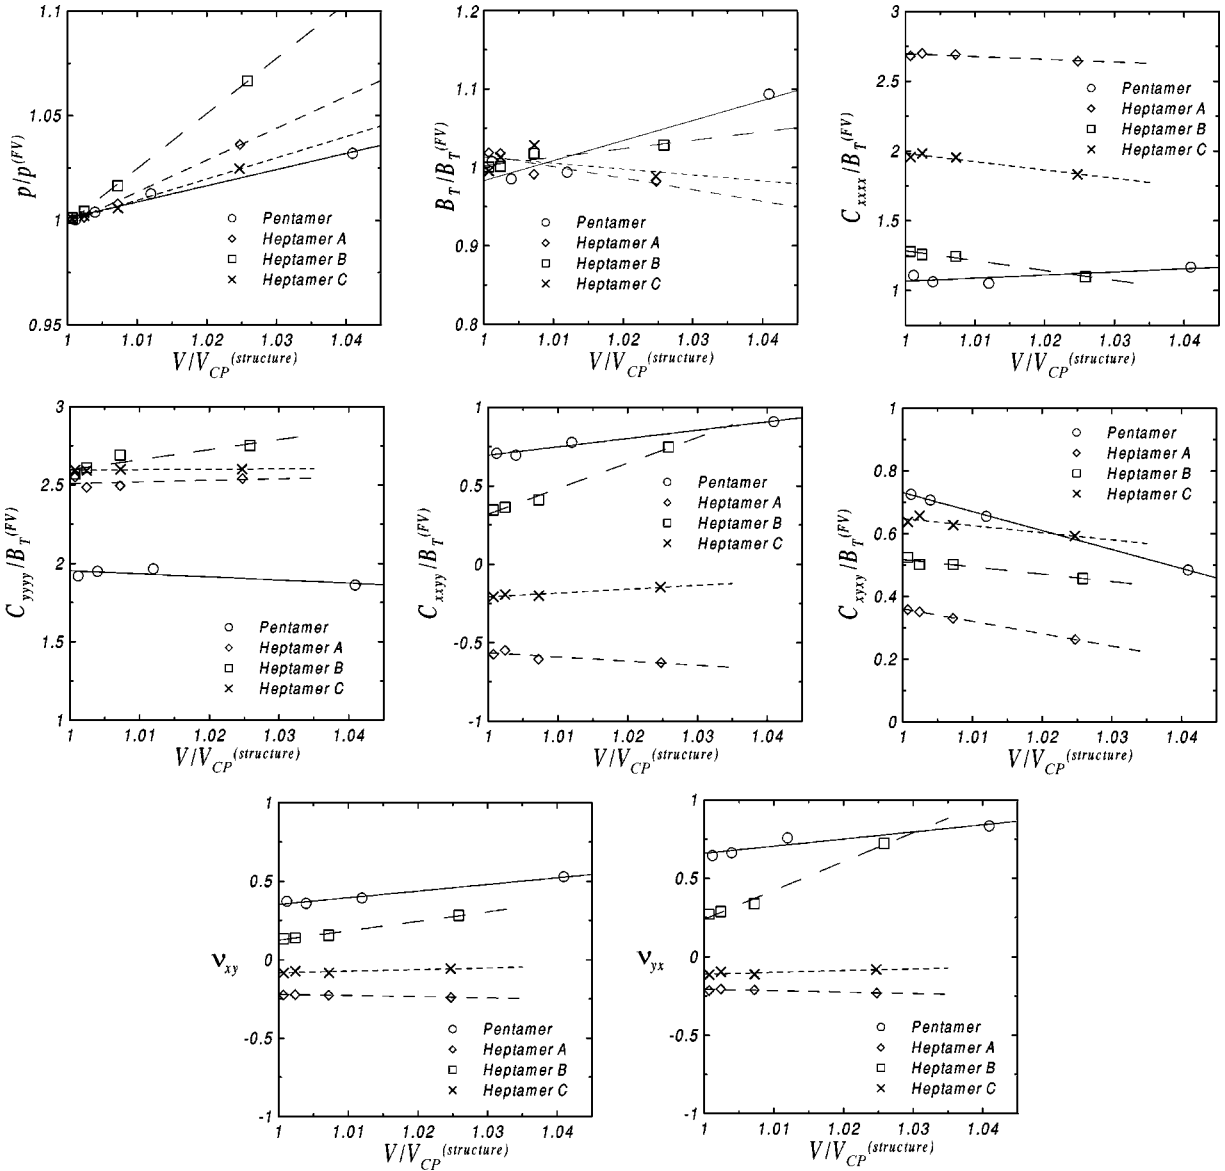 1.1
1.05
1
0.95
p/p^(FV)
Pentamer
Heptamer A
Heptamer B
Heptamer C
1 1.01 1.02 1.03 1.04
V/V_CP^(structure)
1.2
1.1
1.0
0.9
0.8
B_T/B_T^(FV)
Pentamer
Heptamer A
Heptamer B
Heptamer C
1 1.01 1.02 1.03 1.04
V/V_CP^(structure)
3
2.5
2
1.5
1
C_xxxx/B_T^(FV)
Pentamer
Heptamer A
Heptamer B
Heptamer C
1 1.01 1.02 1.03 1.04
V/V_CP^(structure)
3
2.5
2
1.5
1
C_yyyy/B_T^(FV)
Pentamer
Heptamer A
Heptamer B
Heptamer C
1 1.01 1.02 1.03 1.04
V/V_CP^(structure)
1
0.5
0
-0.5
-1
C_xxyy/B_T^(FV)
Pentamer
Heptamer A
Heptamer B
Heptamer C
1 1.01 1.02 1.03 1.04
V/V_CP^(structure)
1
0.8
0.6
0.4
0.2
0
C_xyxy/B_T^(FV)
Pentamer
Heptamer A
Heptamer B
Heptamer C
1 1.01 1.02 1.03 1.04
V/V_CP^(structure)
1
0.5
0
-0.5
-1
ν_xy
Pentamer
Heptamer A
Heptamer B
Heptamer C
1 1.01 1.02 1.03 1.04
V/V_CP^(structure)
1
0.5
0
-0.5
-1
ν_yx
Pentamer
Heptamer A
Heptamer B
Heptamer C
1 1.01 1.02 1.03 1.04
V/V_CP^(structure)